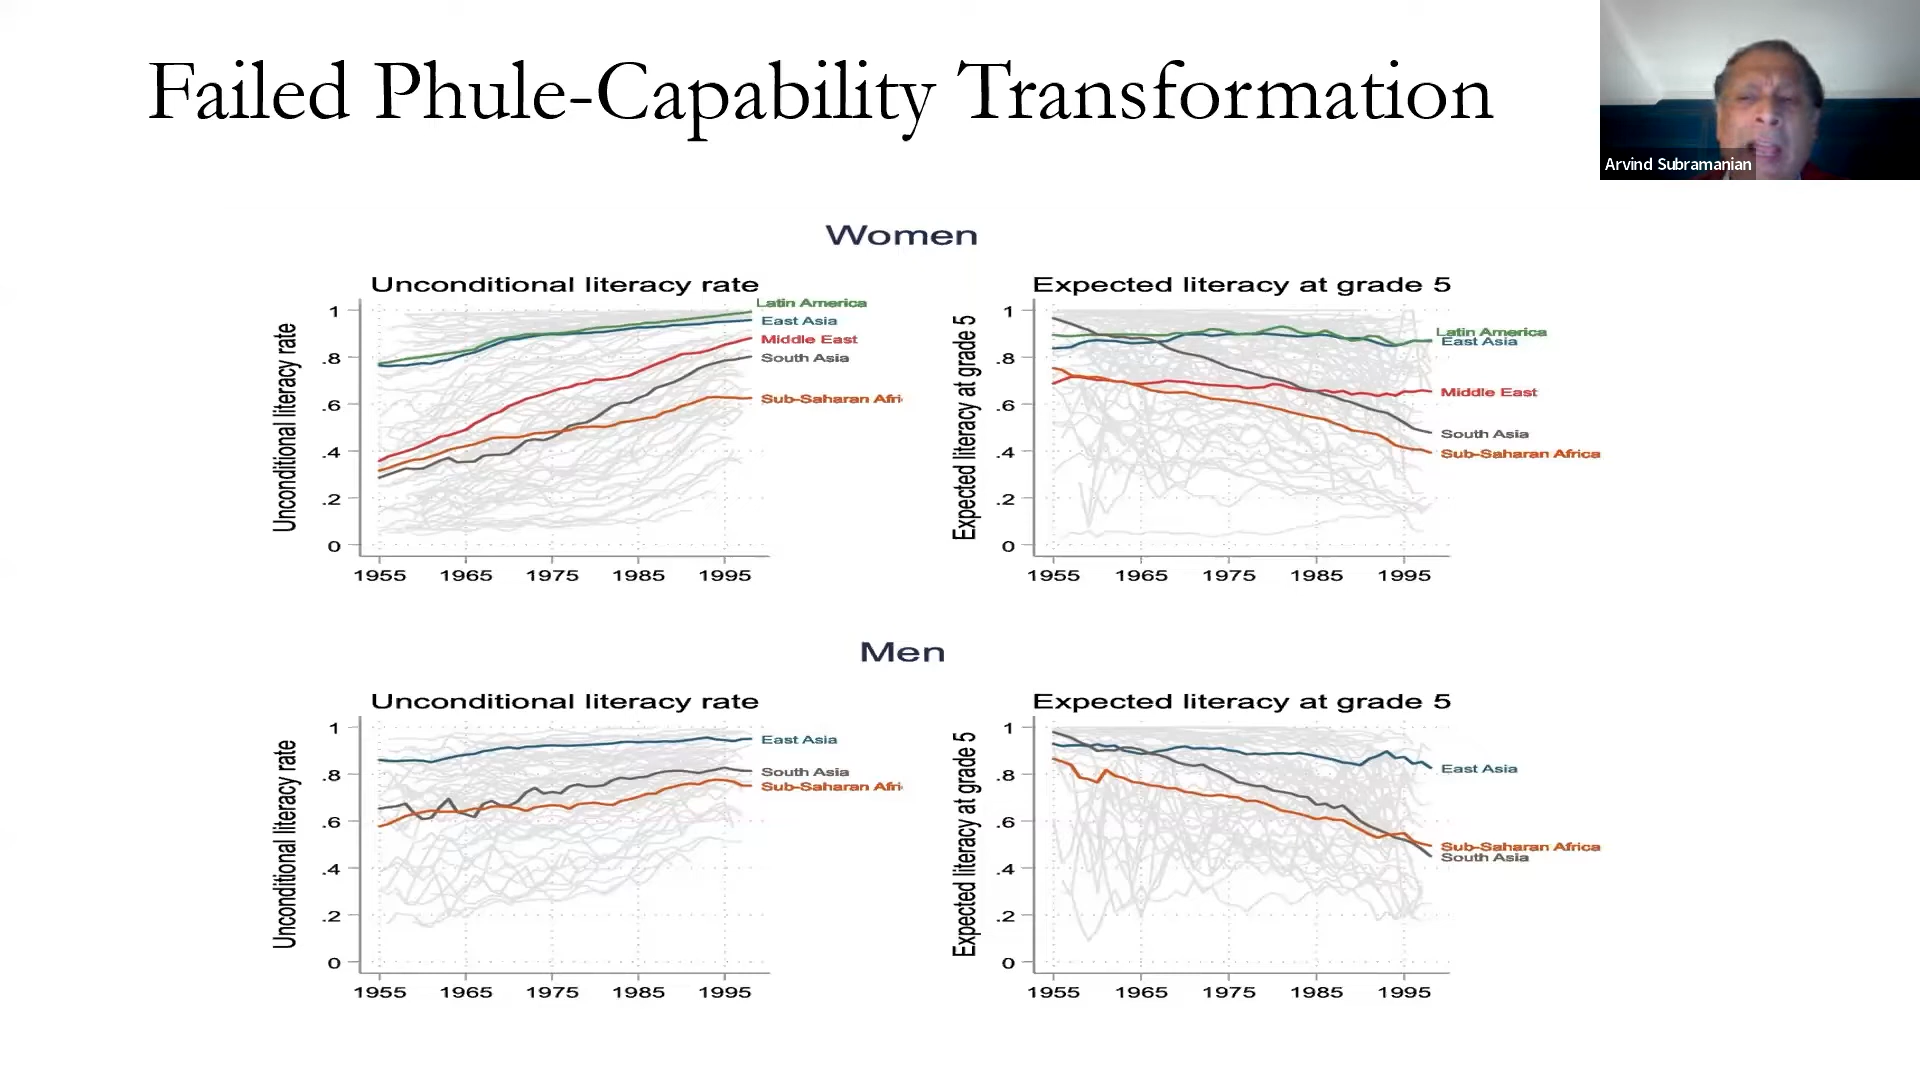 Failed Phule-Capability Transformation
Arvind Subramanian
Women
Unconditional literacy rate
Unconditional literacy rate
1
.8
.6
.4
.2
0
1955 1965 1975 1985 1995
Latin America
East Asia
Middle East
South Asia
Sub-Saharan Afri
Expected literacy at grade 5
Expected literacy at grade 5
1
.8
.6
.4
.2
0
1955 1965 1975 1985 1995
Latin America
East Asia
Middle East
South Asia
Sub-Saharan Africa
Men
Unconditional literacy rate
Unconditional literacy rate
1
.8
.6
.4
.2
0
1955 1965 1975 1985 1995
East Asia
South Asia
Sub-Saharan Afri
Expected literacy at grade 5
Expected literacy at grade 5
1
.8
.6
.4
.2
0
1955 1965 1975 1985 1995
East Asia
Sub-Saharan Africa
South Asia